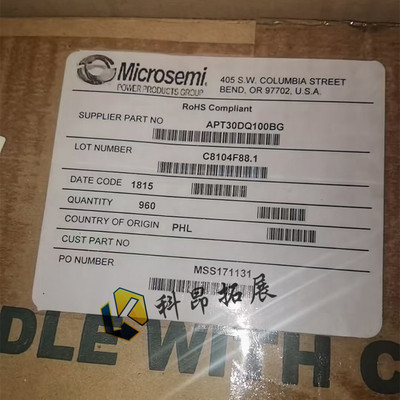 Microsemi.
POWER PRODUCTS GROUP
405 S.W. COLUMBIA STREET
BEND, OR 97702, U.S.A.
RoHS Compliant
SUPPLIER PART NO APT30DQ100BG
LOT NUMBER C8104F88.1
DATE CODE 1815
QUANTITY 960
COUNTRY OF ORIGIN PHL
CUST PART NO
PO NUMBER MSS171131
科昂拓展
DLE WITH C